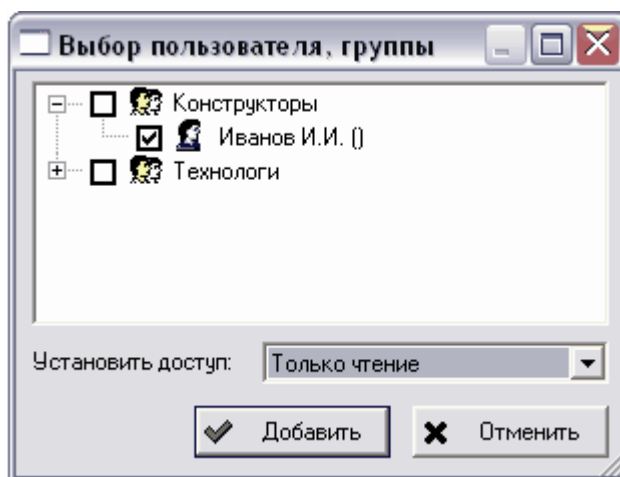 Выбор пользователя, группы
Конструкторы
Иванов И.И. ()
Технологи
Установить доступ: Только чтение
Добавить Отменить